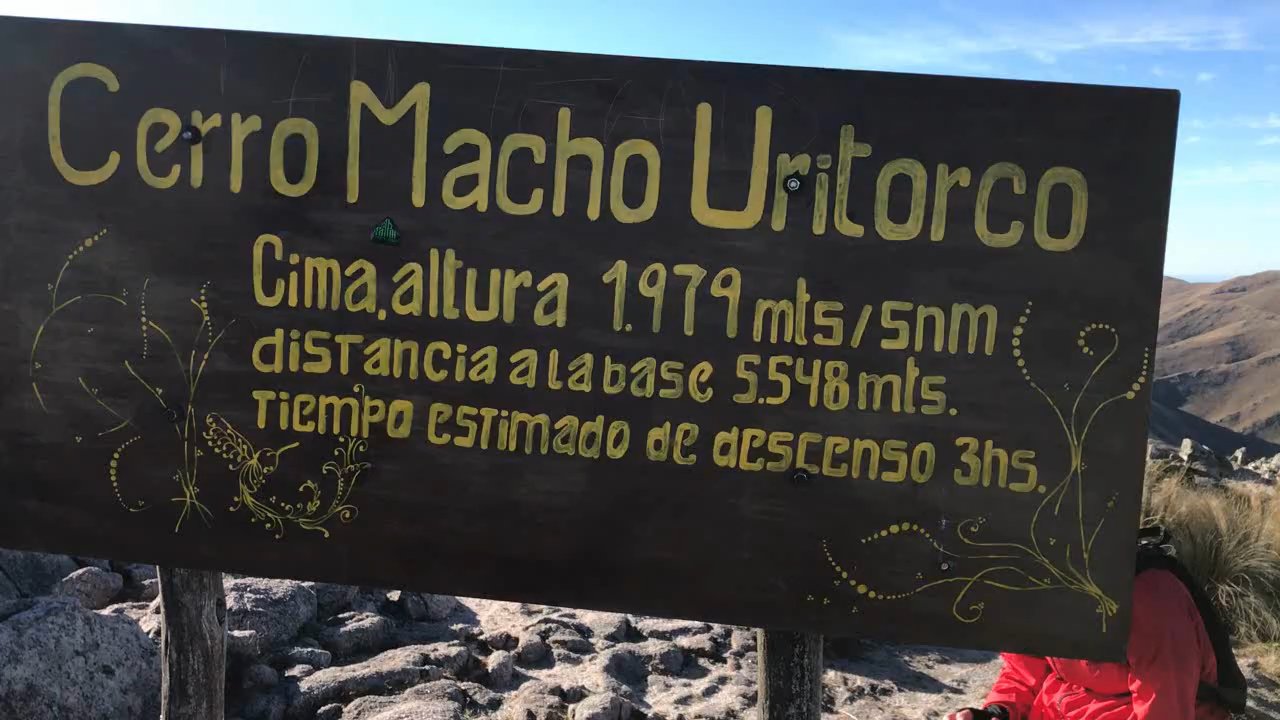 Cerro Macho Uritorco
Cima, altura 1.979 mts/snm
distancia a la base 5.548 mts.
Tiempo estimado de descenso 3hs.